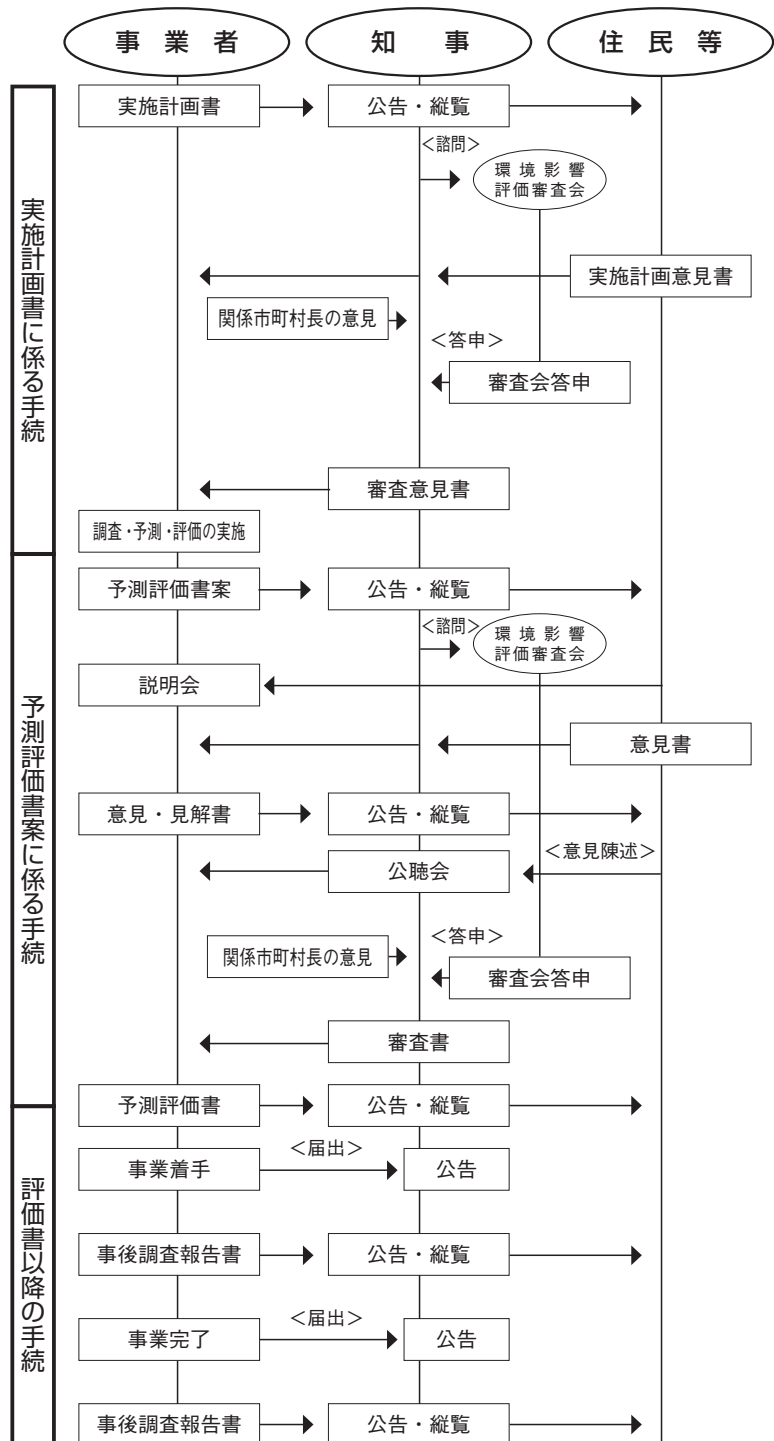 事業者
知事
住民等
実施計画書に係る手続
実施計画書
公告・縦覧
＜諮問＞
環境影響
評価審査会
実施計画意見書
関係市町村長の意見
＜答申＞
審査会答申
審査意見書
調査・予測・評価の実施
予測評価書案に係る手続
予測評価書案
公告・縦覧
＜諮問＞
環境影響
評価審査会
説明会
意見書
意見・見解書
公告・縦覧
＜意見陳述＞
公聴会
＜答申＞
関係市町村長の意見
審査会答申
審査書
予測評価書
公告・縦覧
評価書以降の手続
＜届出＞
事業着手
公告
事後調査報告書
公告・縦覧
＜届出＞
事業完了
公告
事後調査報告書
公告・縦覧